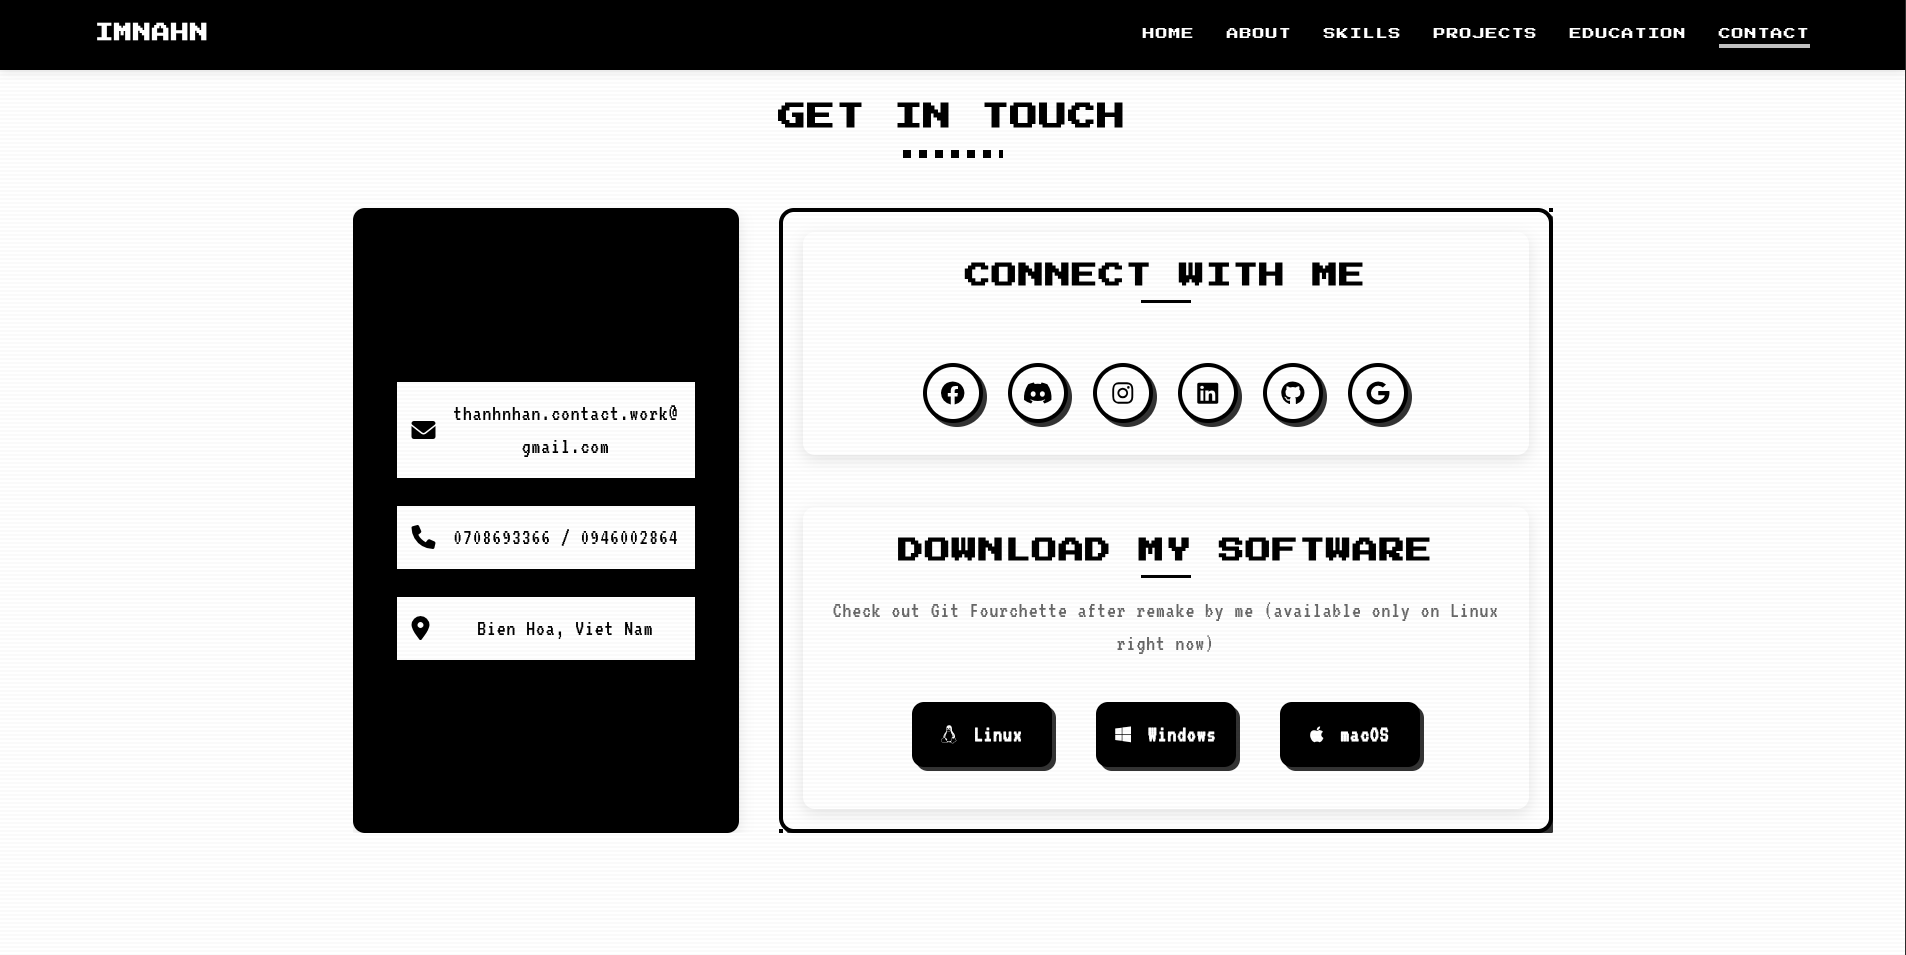 IMNAHN
HOME ABOUT SKILLS PROJECTS EDUCATION CONTACT
GET IN TOUCH
thanhnhan.contact.work@
gmail.com
0708693366 / 0946002864
Bien Hoa, Viet Nam
CONNECT WITH ME
DOWNLOAD MY SOFTWARE
Check out Git Fourchette after remake by me (available only on Linux
right now)
Linux
Windows
macOS